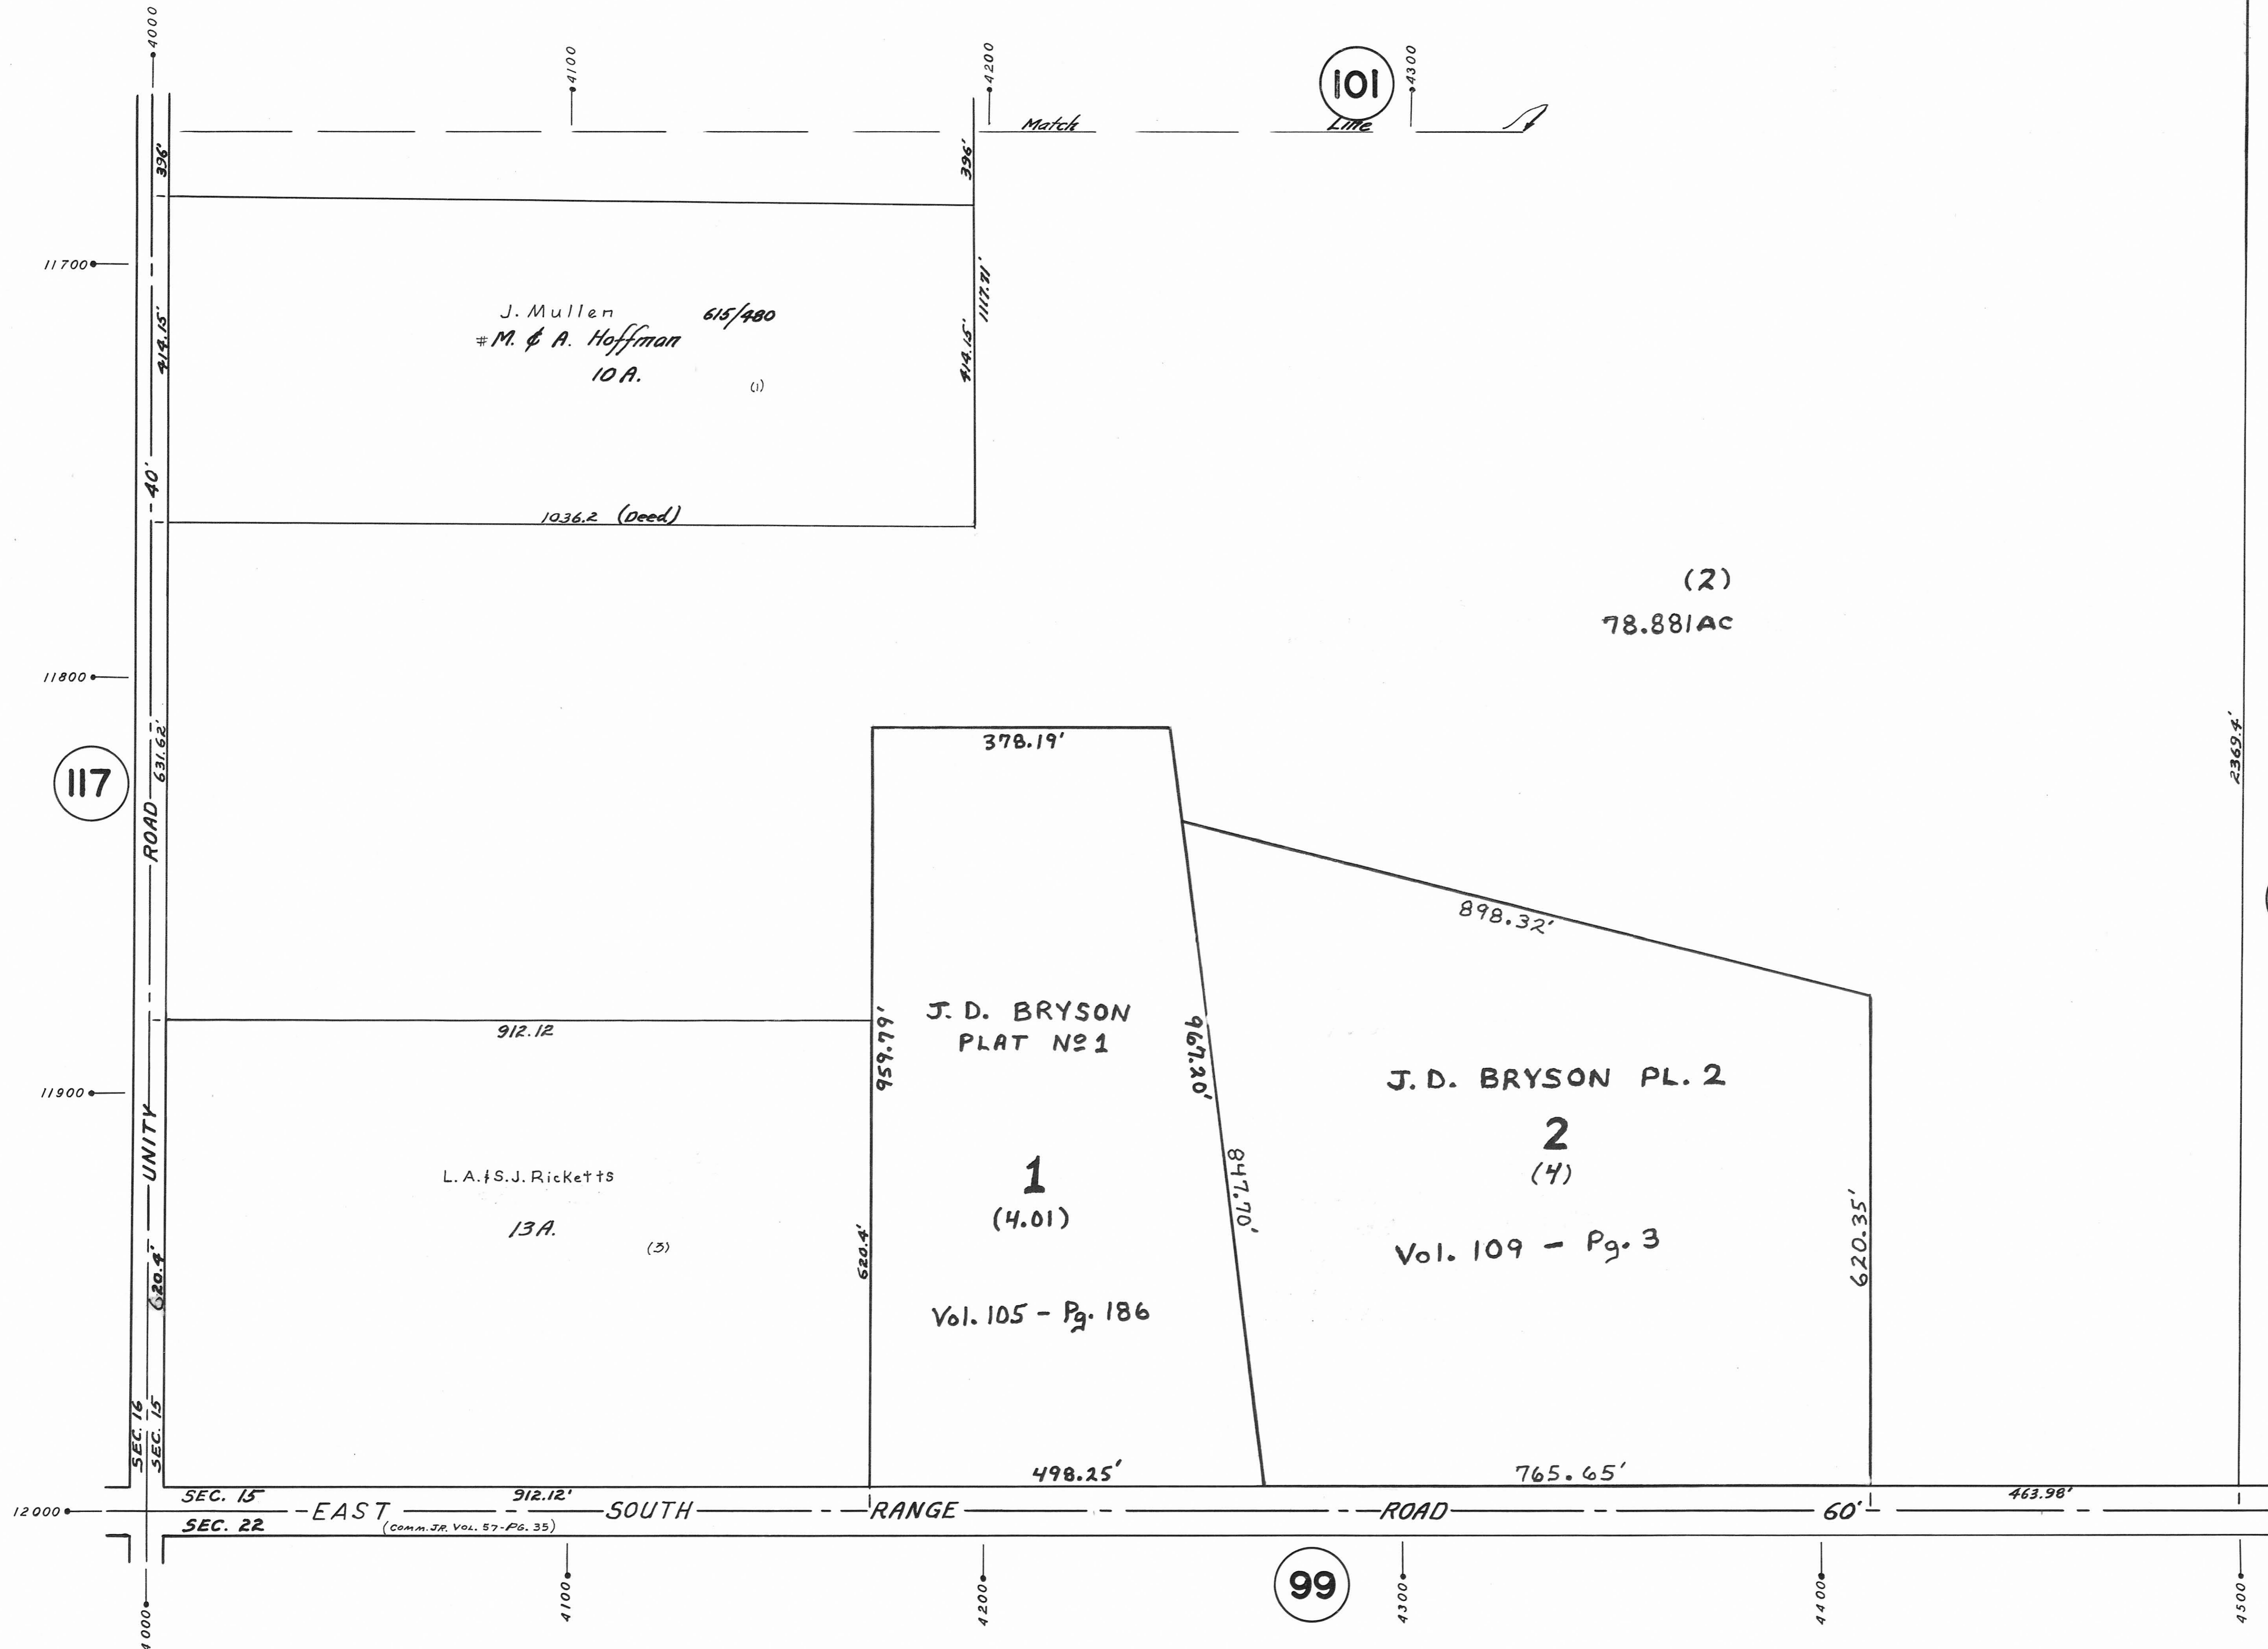 4000
4100
4200
101
4300
Match Line
396'
396'
11700
414.15'
J. Mullen 615/480
# M. & A. Hoffman
10 A. (1)
1117.71'
414.15'
40'
1036.2 (Deed)
(2)
78.881AC
11800
631.62'
378.19'
2369.4'
117
ROAD
898.32'
912.12
959.79'
J. D. BRYSON
PLAT Nº 1
967.20'
J. D. BRYSON PL. 2
11900
UNITY
L. A. & S.J. Ricketts
13 A. (3)
620.4'
620.4'
1
(4.01)
847.70'
2
(4)
620.35'
Vol. 109 - Pg. 3
Vol. 105 - Pg. 186
SEC. 16
SEC. 15
498.25'
765.65'
SEC. 15
912.12'
463.98'
12000
EAST SOUTH RANGE ROAD 60'
SEC. 22
(COMM. JR. VOL. 57-PG. 35)
4000
4100
4200
99
4300
4400
4500